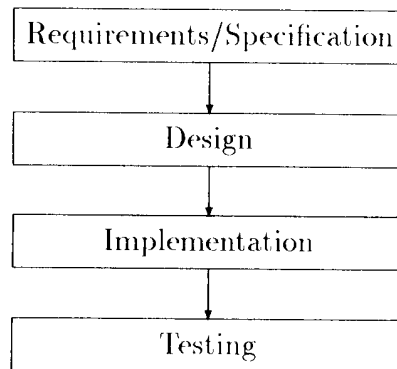 Requirements/Specification
Design
Implementation
Testing